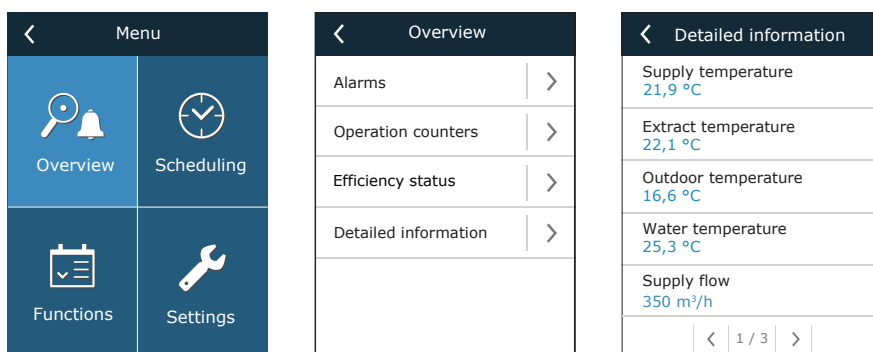 Menu
Overview
Scheduling
Functions
Settings
Overview
Alarms
Operation counters
Efficiency status
Detailed information
Detailed information
Supply temperature
21,9 °C
Extract temperature
22,1 °C
Outdoor temperature
16,6 °C
Water temperature
25,3 °C
Supply flow
350 m³/h
1 / 3